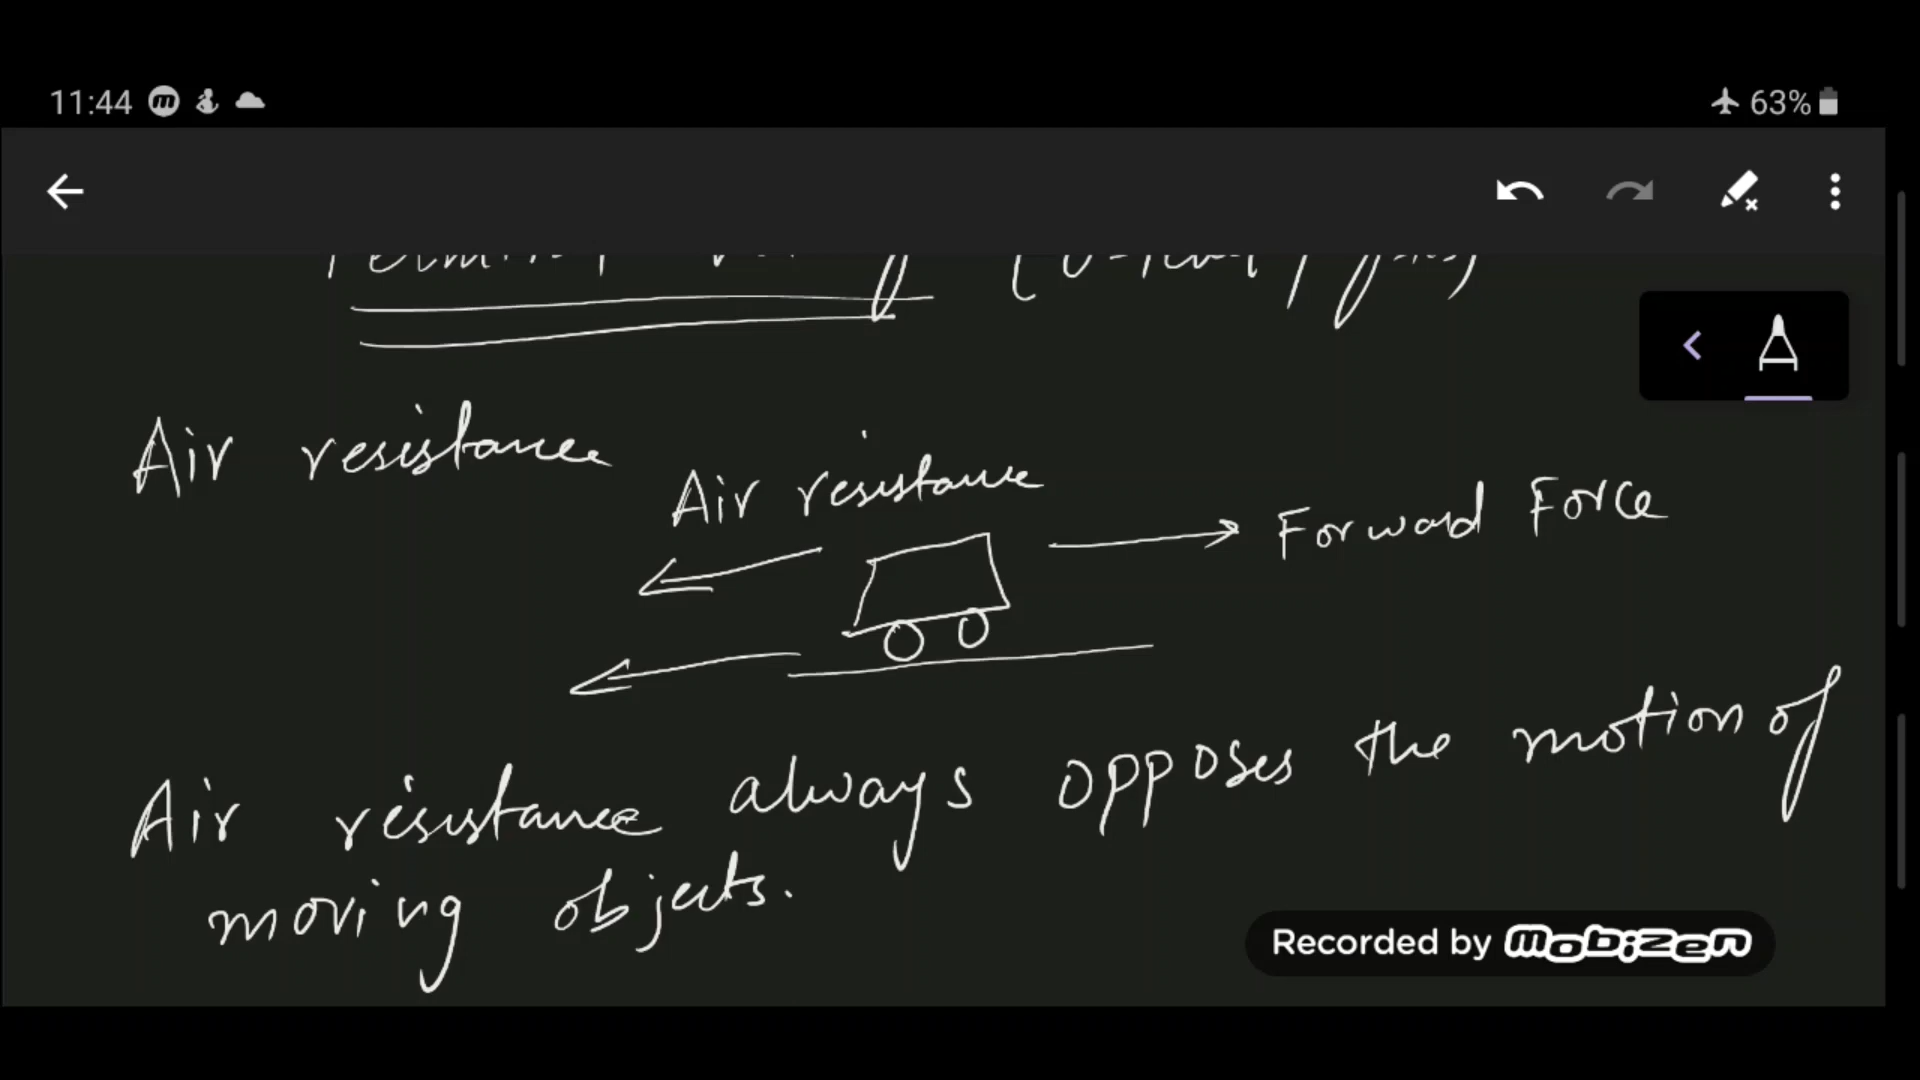 11:44
63%
Air resistance
Air resistance
Forward Force
Air resistance always opposes the motion of
moving objects.
Recorded by mobizen